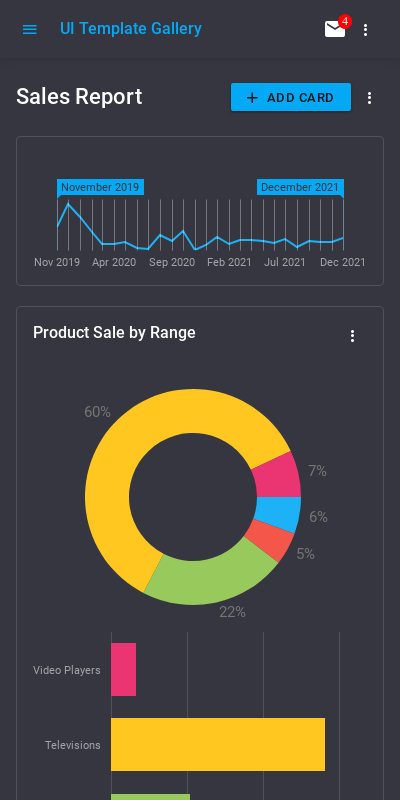 UI Template Gallery
4
Sales Report
ADD CARD
November 2019
December 2021
Nov 2019 Apr 2020 Sep 2020 Feb 2021 Jul 2021 Dec 2021
Product Sale by Range
60%
7%
6%
5%
22%
Video Players
Televisions